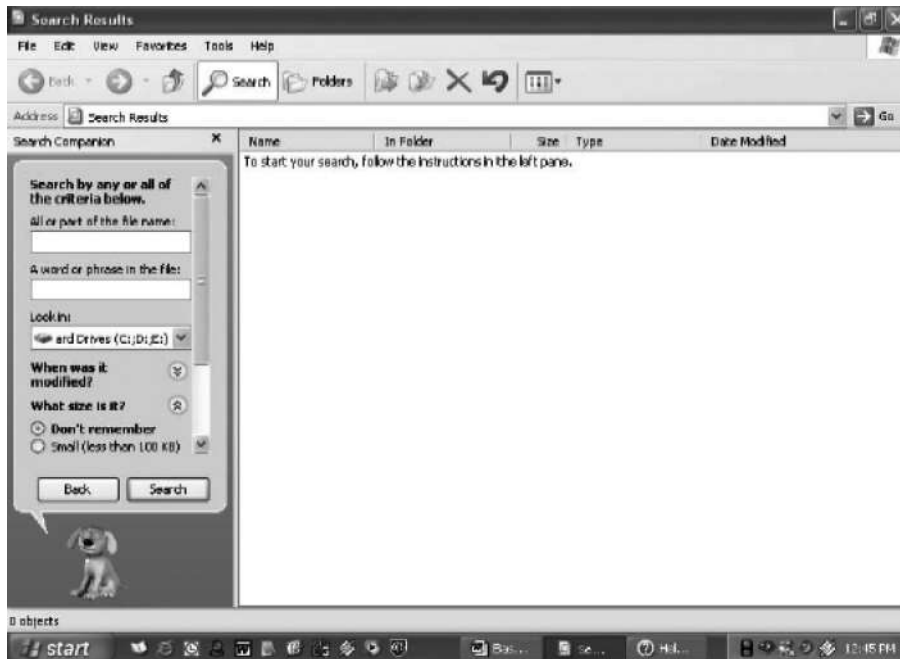 Search Results
File Edit View Favorites Tools Help
Back Search Folders
Address Search Results Go
Search Companion
Name In Folder Size Type Date Modified
To start your search, follow the instructions in the left pane.
Search by any or all of
the criteria below.
All or part of the file name:
A word or phrase in the file:
Look in:
ard Drives (C:;D:;E:)
When was it
modified?
What size is it?
Don't remember
Small (less than 100 KB)
Back Search
0 objects
start Bas... Se... Hel... 12:45 PM